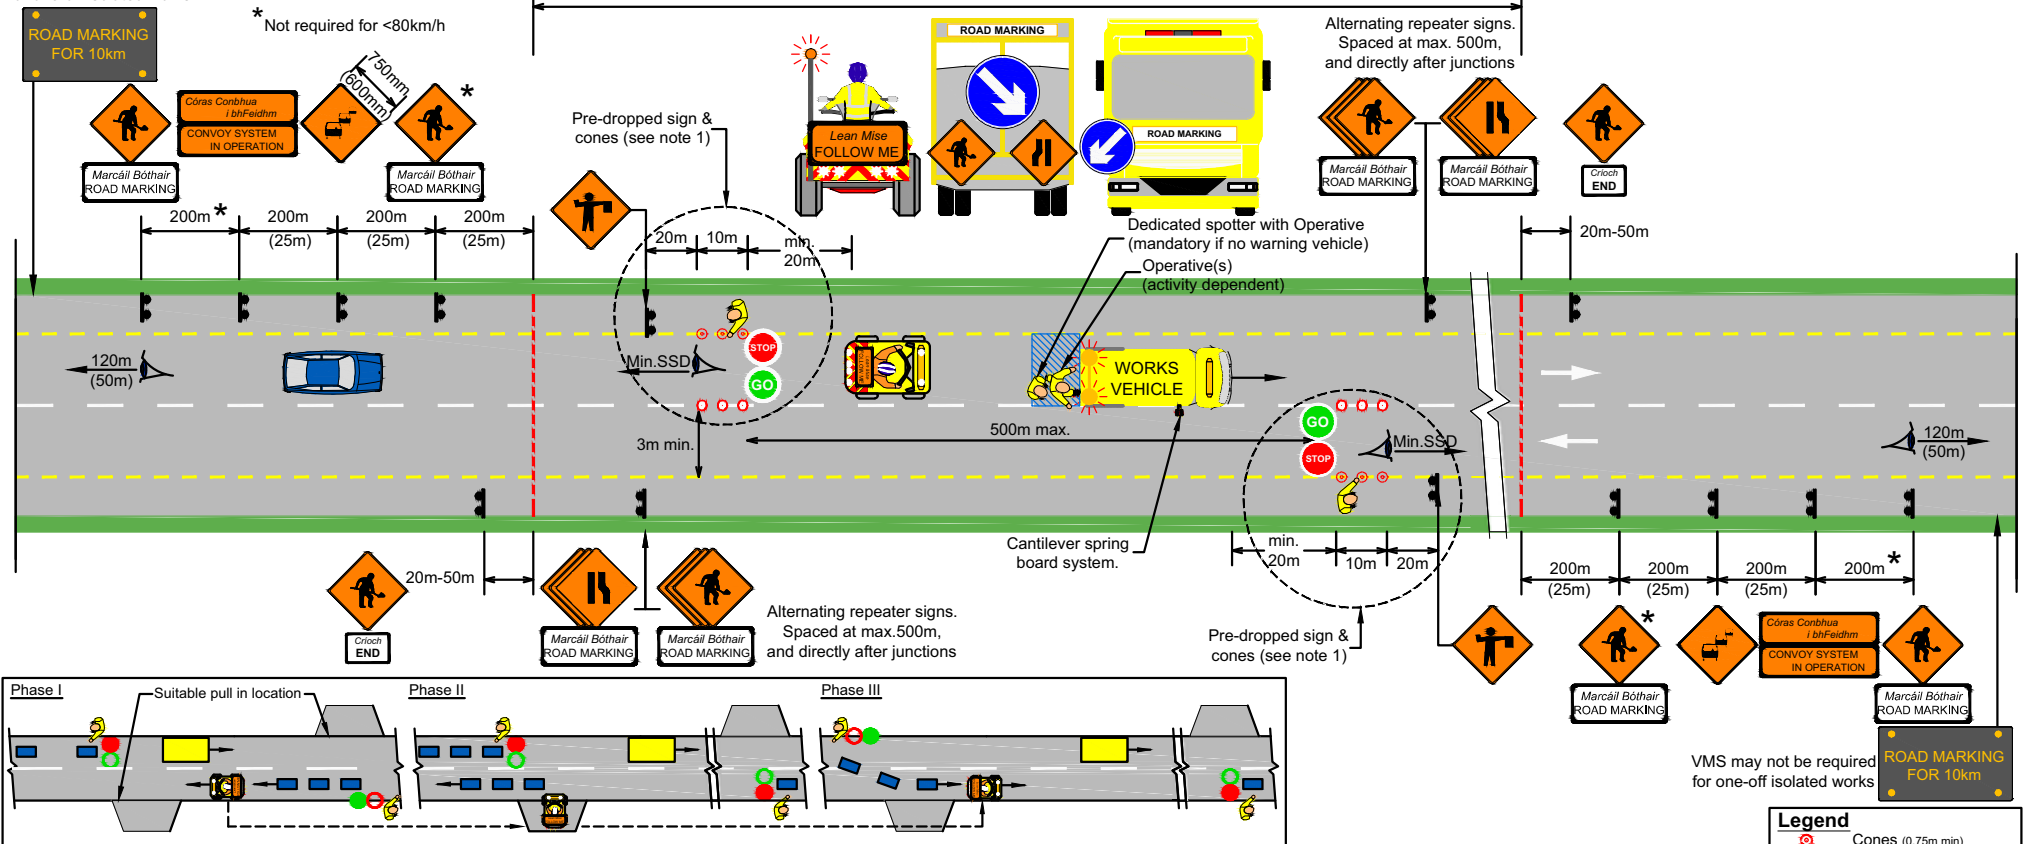 ROAD MARKING
FOR 10km
*Not required for <80km/h
750mm
(600mm)
*
Córas Conbhua
i bhFeidhm
CONVOY SYSTEM
IN OPERATION
Marcáil Bóthair
ROAD MARKING
Marcáil Bóthair
ROAD MARKING
200m*
200m
(25m)
200m
(25m)
200m
(25m)
Pre-dropped sign &
cones (see note 1)
20m
10m
min.
20m
Lean Mise
FOLLOW ME
ROAD MARKING
ROAD MARKING
Alternating repeater signs.
Spaced at max. 500m,
and directly after junctions
Marcáil Bóthair
ROAD MARKING
Marcáil Bóthair
ROAD MARKING
Críoch
END
Dedicated spotter with Operative
(mandatory if no warning vehicle)
Operative(s)
(activity dependent)
20m-50m
120m
(50m)
Min.SSD
STOP
GO
WORKS
VEHICLE
3m min.
500m max.
GO
STOP
Min.SSD
120m
(50m)
Cantilever spring
board system.
min.
20m
10m
20m
20m-50m
Críoch
END
Marcáil Bóthair
ROAD MARKING
Marcáil Bóthair
ROAD MARKING
Alternating repeater signs.
Spaced at max.500m,
and directly after junctions
Pre-dropped sign &
cones (see note 1)
200m
(25m)
200m
(25m)
200m
(25m)
200m*
*
Marcáil Bóthair
ROAD MARKING
Córas Conbhua
i bhFeidhm
CONVOY SYSTEM
IN OPERATION
Marcáil Bóthair
ROAD MARKING
VMS may not be required
for one-off isolated works
ROAD MARKING
FOR 10km
Phase I
Suitable pull in location
Phase II
Phase III
Legend
Cones (0.75m min)